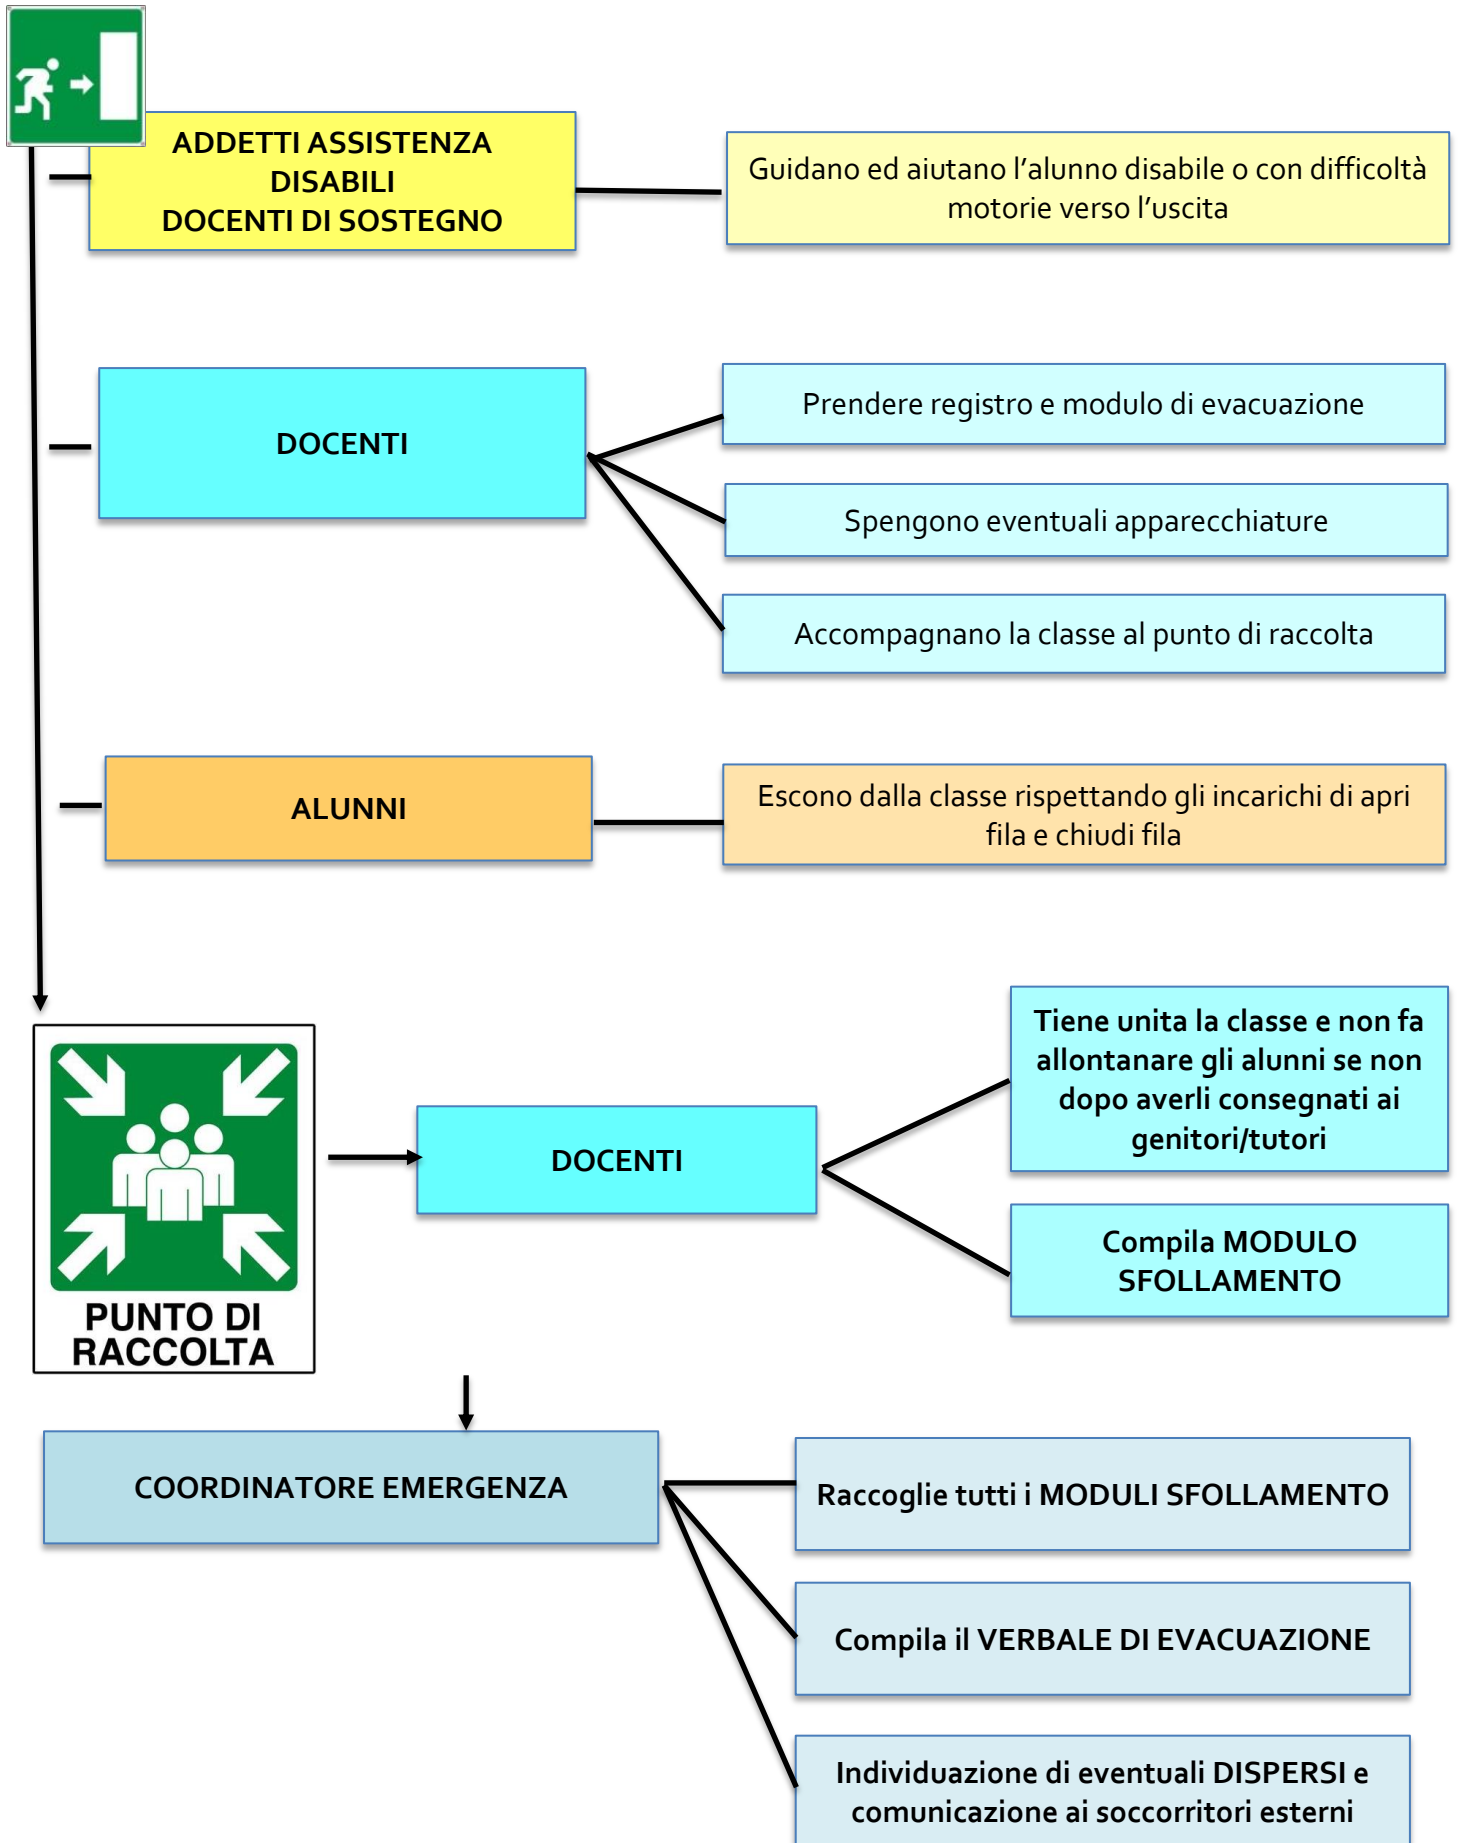 ADDETTI ASSISTENZA
DISABILI
DOCENTI DI SOSTEGNO
Guidano ed aiutano l’alunno disabile o con difficoltà
motorie verso l’uscita
DOCENTI
Prendere registro e modulo di evacuazione
Spengono eventuali apparecchiature
Accompagnano la classe al punto di raccolta
ALUNNI
Escono dalla classe rispettando gli incarichi di apri
fila e chiudi fila
PUNTO DI
RACCOLTA
DOCENTI
Tiene unita la classe e non fa
allontanare gli alunni se non
dopo averli consegnati ai
genitori/tutori
Compila MODULO
SFOLLAMENTO
COORDINATORE EMERGENZA
Raccoglie tutti i MODULI SFOLLAMENTO
Compila il VERBALE DI EVACUAZIONE
Individuazione di eventuali DISPERSI e
comunicazione ai soccorritori esterni